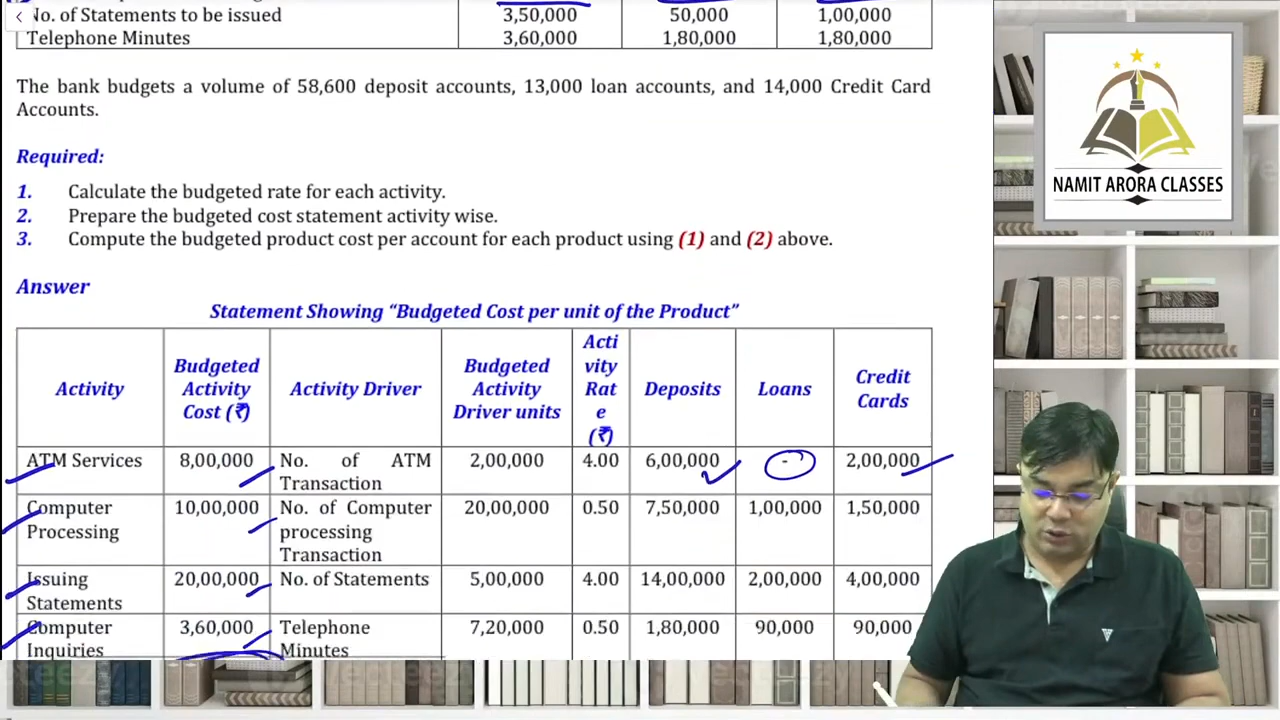 No. of Statements to be issued 3,50,000 50,000 1,00,000
Telephone Minutes 3,60,000 1,80,000 1,80,000
The bank budgets a volume of 58,600 deposit accounts, 13,000 loan accounts, and 14,000 Credit Card
Accounts.
Required:
1. Calculate the budgeted rate for each activity.
2. Prepare the budgeted cost statement activity wise.
3. Compute the budgeted product cost per account for each product using (1) and (2) above.
Answer
Statement Showing “Budgeted Cost per unit of the Product”
Activity
Budgeted
Activity
Cost (₹)
Activity Driver
Budgeted
Activity
Driver units
Acti
vity
Rat
e
(₹)
Deposits
Loans
Credit
Cards
ATM Services 8,00,000 No. of ATM 2,00,000 4.00 6,00,000 - 2,00,000
Transaction
Computer 10,00,000 No. of Computer 20,00,000 0.50 7,50,000 1,00,000 1,50,000
Processing processing
Transaction
Issuing 20,00,000 No. of Statements 5,00,000 4.00 14,00,000 2,00,000 4,00,000
Statements
Computer 3,60,000 Telephone 7,20,000 0.50 1,80,000 90,000 90,000
Inquiries Minutes
NAMIT ARORA CLASSES